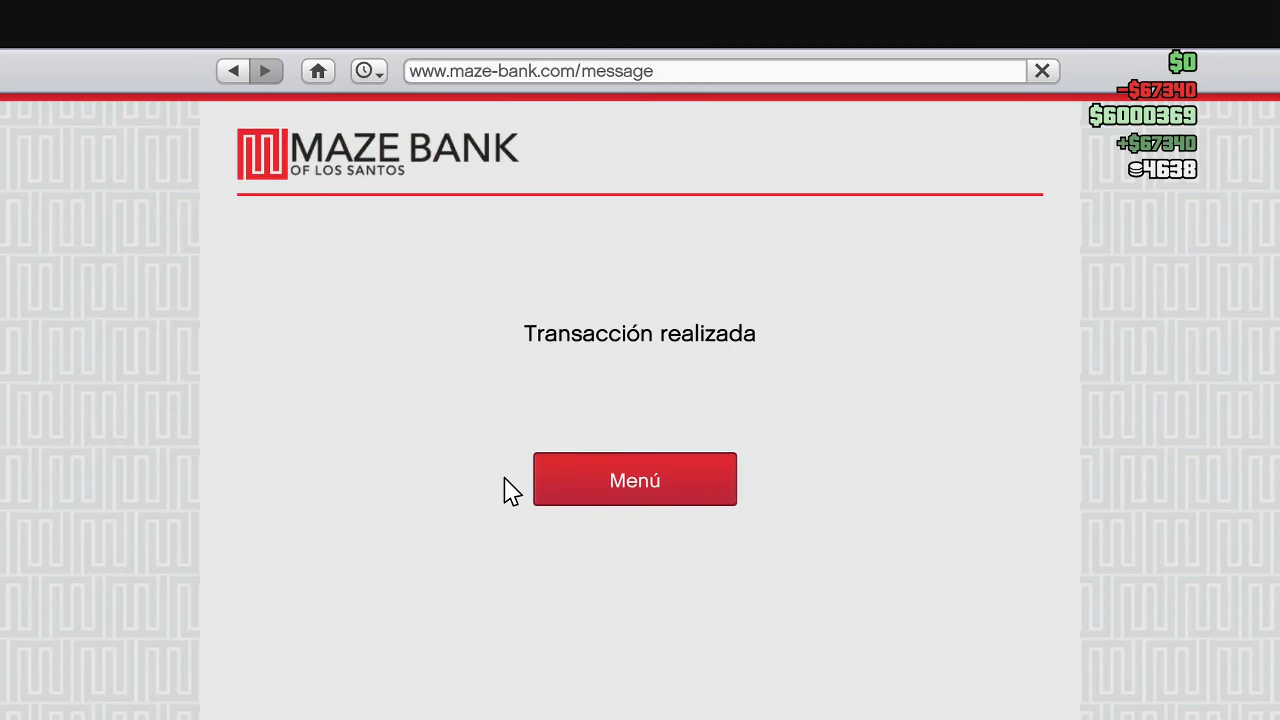 www.maze-bank.com/message
$0
-$67340
$6000369
+$67340
4638
MAZE BANK
OF LOS SANTOS
Transacción realizada
Menú